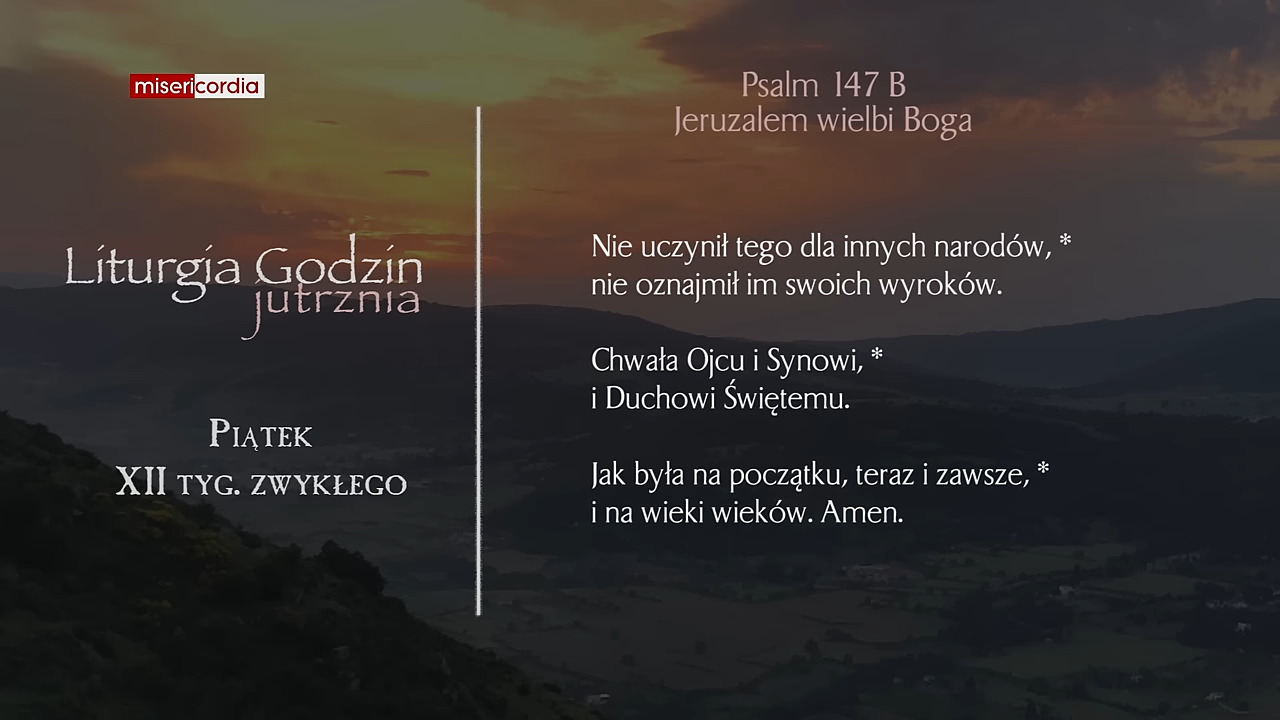 misericordia
Liturgia Godzin
jutrznia
Piątek
XII tyg. zwykłego
Psalm 147 B
Jeruzalem wielbi Boga
Nie uczynił tego dla innych narodów, *
nie oznajmił im swoich wyroków.
Chwała Ojcu i Synowi, *
i Duchowi Świętemu.
Jak była na początku, teraz i zawsze, *
i na wieki wieków. Amen.